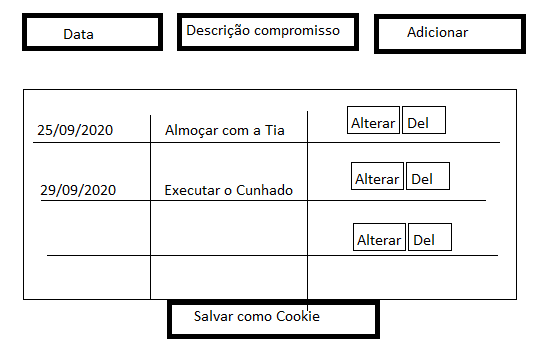 Data
Descrição compromisso
Adicionar
25/09/2020 Almoçar com a Tia Alterar Del
29/09/2020 Executar o Cunhado Alterar Del
Alterar Del
Salvar como Cookie